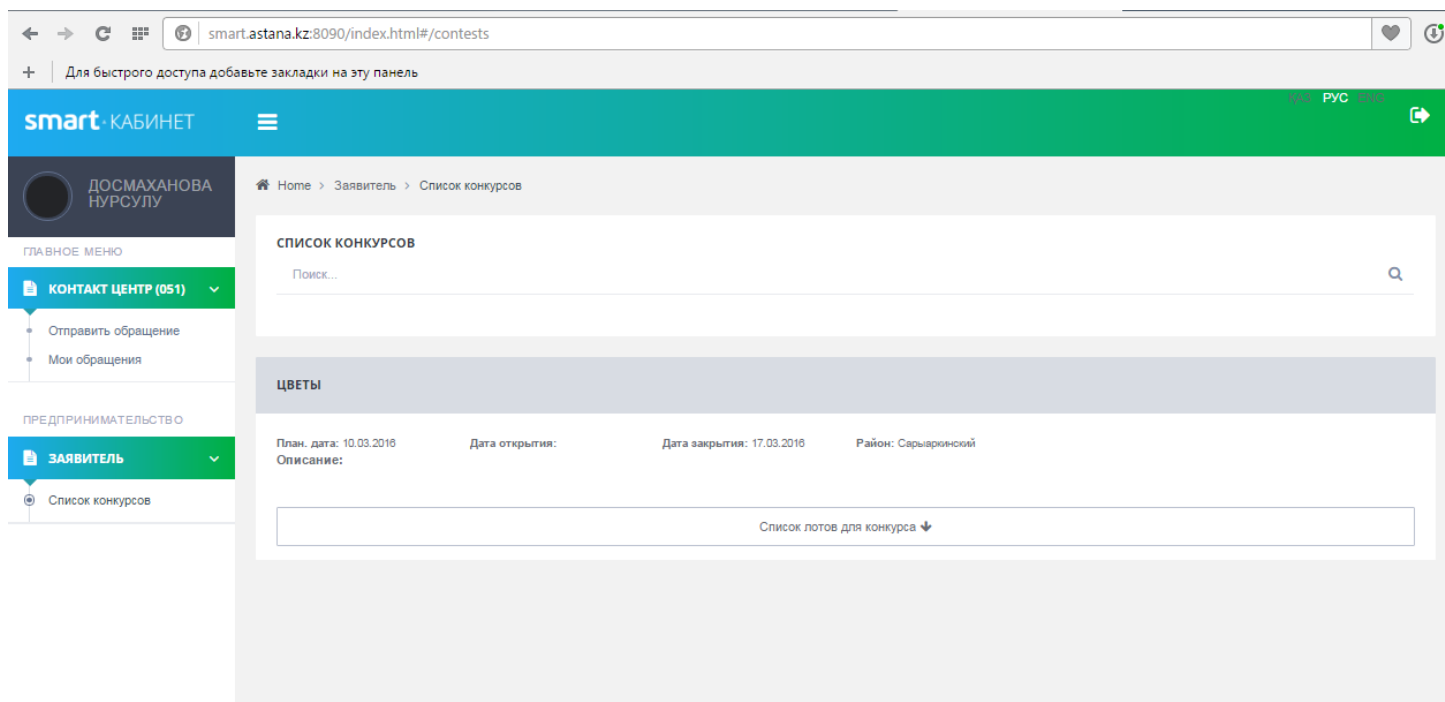 smart.astana.kz:8090/index.html#/contests
Для быстрого доступа добавьте закладки на эту панель
smart·КАБИНЕТ
ҚАЗ РУС ENG
ДОСМАХАНОВА
НУРСУЛУ
Home > Заявитель > Список конкурсов
ГЛАВНОЕ МЕНЮ
КОНТАКТ ЦЕНТР (051)
Отправить обращение
Мои обращения
ПРЕДПРИНИМАТЕЛЬСТВО
ЗАЯВИТЕЛЬ
Список конкурсов
СПИСОК КОНКУРСОВ
Поиск...
ЦВЕТЫ
План. дата: 10.03.2016 Дата открытия: Дата закрытия: 17.03.2016 Район: Сарыаркинский
Описание:
Список лотов для конкурса